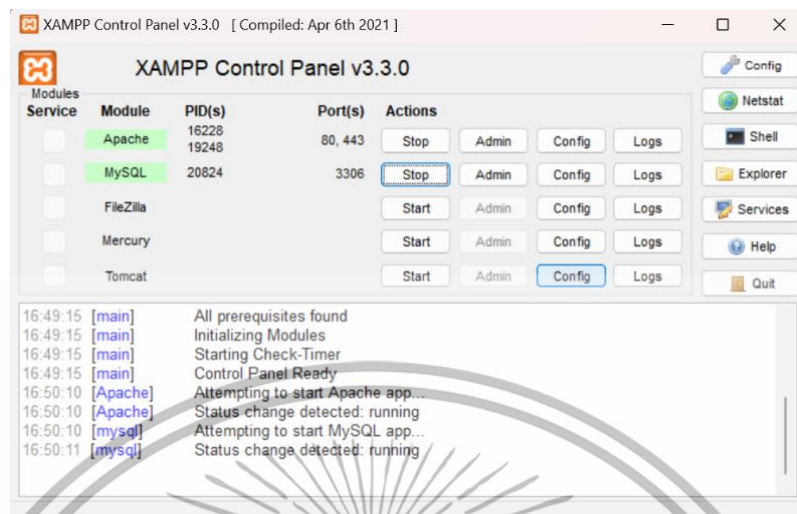 XAMPP Control Panel v3.3.0 [ Compiled: Apr 6th 2021 ]
XAMPP Control Panel v3.3.0
Config
Modules
Service Module PID(s) Port(s) Actions
Netstat
Apache 16228 19248 80, 443 Stop Admin Config Logs
Shell
MySQL 20824 3306 Stop Admin Config Logs
Explorer
FileZilla Start Admin Config Logs
Services
Mercury Start Admin Config Logs
Help
Tomcat Start Admin Config Logs
Quit
16:49:15 [main] All prerequisites found
16:49:15 [main] Initializing Modules
16:49:15 [main] Starting Check-Timer
16:49:15 [main] Control Panel Ready
16:50:10 [Apache] Attempting to start Apache app...
16:50:10 [Apache] Status change detected: running
16:50:10 [mysql] Attempting to start MySQL app...
16:50:11 [mysql] Status change detected: running